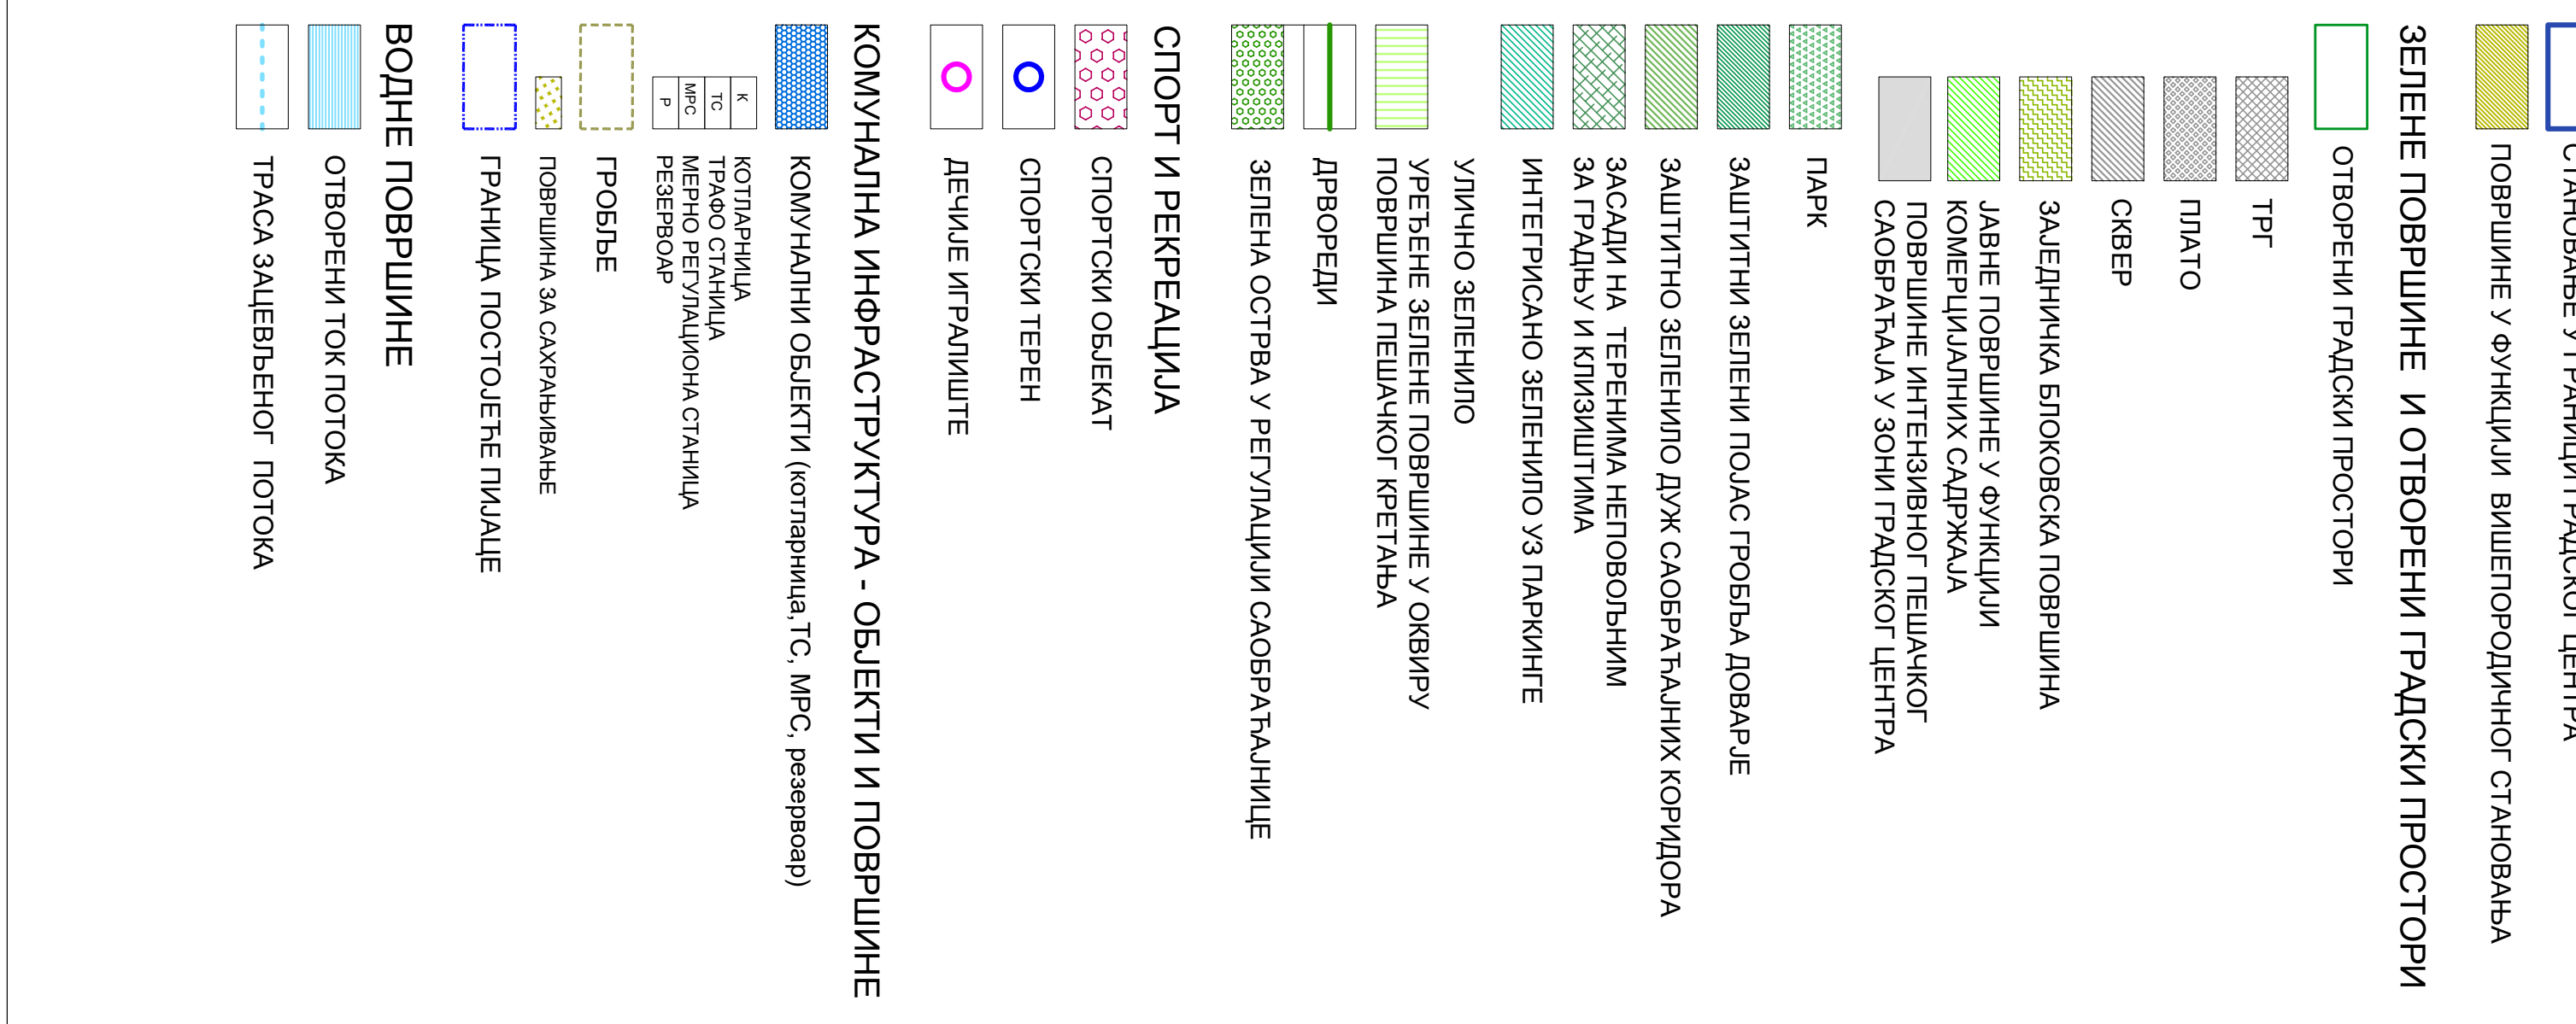 СТАНОВАЊЕ У ГРАНИЦИ ГРАДСКОГ ЦЕНТРА
ПОВРШИНЕ У ФУНКЦИЈИ ВИШЕПОРОДИЧНОГ СТАНОВАЊА
ЗЕЛЕНЕ ПОВРШИНЕ И ОТВОРЕНИ ГРАДСКИ ПРОСТОРИ
ОТВОРЕНИ ГРАДСКИ ПРОСТОРИ
ТРГ
ПЛАТО
СКВЕР
ЗАЈЕДНИЧКА БЛОКОВСКА ПОВРШИНА
ЈАВНЕ ПОВРШИНЕ У ФУНКЦИЈИ
КОМЕРЦИЈАЛНИХ САДРЖАЈА
ПОВРШИНЕ ИНТЕНЗИВНОГ ПЕШАЧКОГ
САОБРАЋАЈА У ЗОНИ ГРАДСКОГ ЦЕНТРА
ПАРК
ЗАШТИТНИ ЗЕЛЕНИ ПОЈАС ГРОБЉА ДОВАРЈЕ
ЗАШТИТНО ЗЕЛЕНИЛО ДУЖ САОБРАЋАЈНИХ КОРИДОРА
ЗАСАДИ НА ТЕРЕНИМА НЕПОВОЉНИМ
ЗА ГРАДЊУ И КЛИЗИШТИМА
ИНТЕГРИСАНО ЗЕЛЕНИЛО УЗ ПАРКИНГЕ
УЛИЧНО ЗЕЛЕНИЛО
УРЕЂЕНЕ ЗЕЛЕНЕ ПОВРШИНЕ У ОКВИРУ
ПОВРШИНА ПЕШАЧКОГ КРЕТАЊА
ДРВОРЕДИ
ЗЕЛЕНА ОСТРВА У РЕГУЛАЦИЈИ САОБРАЋАЈНИЦЕ
СПОРТ И РЕКРЕАЦИЈА
СПОРТСКИ ОБЈЕКАТ
СПОРТСКИ ТЕРЕН
ДЕЧИЈЕ ИГРАЛИШТЕ
КОМУНАЛНА ИНФРАСТРУКТУРА - ОБЈЕКТИ И ПОВРШИНЕ
КОМУНАЛНИ ОБЈЕКТИ (котларница,ТС, МРС, резервоар)
К КОТЛАРНИЦА
ТС ТРАФО СТАНИЦА
МРС МЕРНО РЕГУЛАЦИОНА СТАНИЦА
Р РЕЗЕРВОАР
ГРОБЉЕ
ПОВРШИНА ЗА САХРАЊИВАЊЕ
ГРАНИЦА ПОСТОЈЕЋЕ ПИЈАЦЕ
ВОДНЕ ПОВРШИНЕ
ОТВОРЕНИ ТОК ПОТОКА
ТРАСА ЗАЦЕВЉЕНОГ ПОТОКА